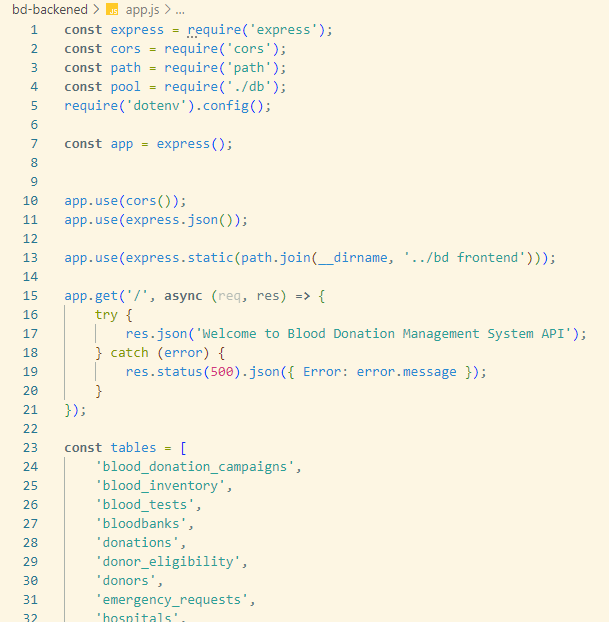 bd-backened > JS app.js > ...
1 const express = require('express');
2 const cors = require('cors');
3 const path = require('path');
4 const pool = require('./db');
5 require('dotenv').config();
6
7 const app = express();
8
9
10 app.use(cors());
11 app.use(express.json());
12
13 app.use(express.static(path.join(__dirname, '../bd frontend')));
14
15 app.get('/', async (req, res) => {
16     try {
17         res.json('Welcome to Blood Donation Management System API');
18     } catch (error) {
19         res.status(500).json({ Error: error.message });
20     }
21 });
22
23 const tables = [
24     'blood_donation_campaigns',
25     'blood_inventory',
26     'blood_tests',
27     'bloodbanks',
28     'donations',
29     'donor_eligibility',
30     'donors',
31     'emergency_requests',
32     'hospitals',